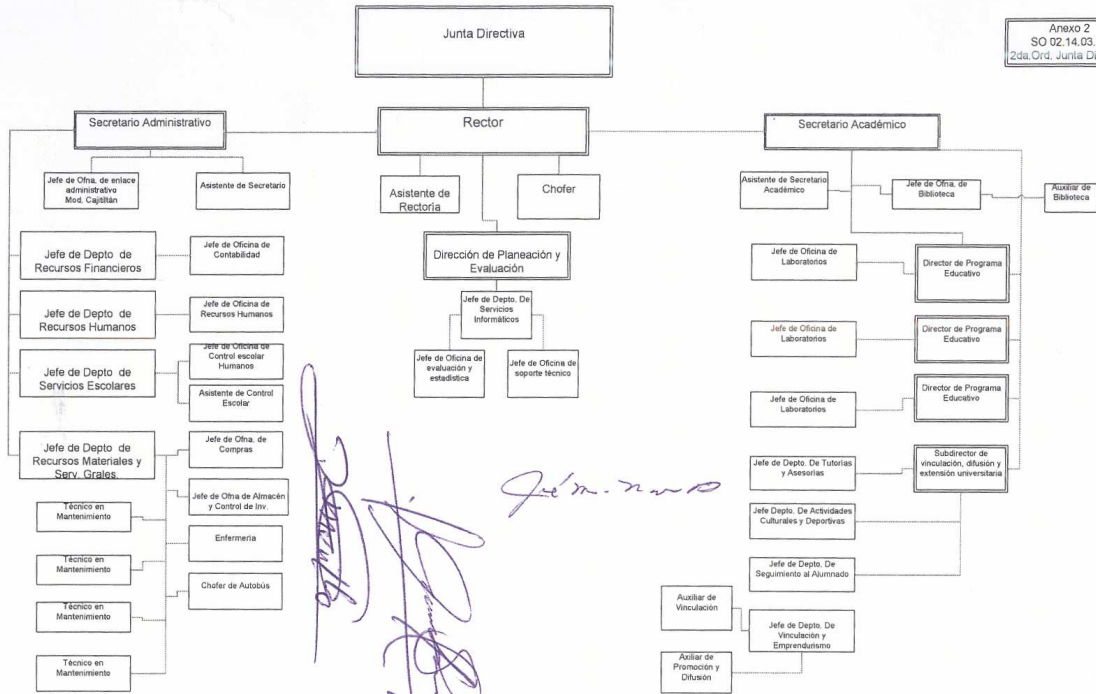 Junta Directiva
Anexo 2
SO 02.14.03.
2da.Ord. Junta Di
Secretario Administrativo
Rector
Secretario Académico
Jefe de Ofna. de enlace
administrativo
Mod. Cajititlán
Asistente de Secretario
Asistente de
Rectoría
Chofer
Asistente de Secretario
Académico
Jefe de Ofna. de
Biblioteca
Auxiliar de
Biblioteca
Jefe de Depto de
Recursos Financieros
Jefe de Oficina de
Contabilidad
Dirección de Planeación y
Evaluación
Jefe de Oficina de
Laboratorios
Director de Programa
Educativo
Jefe de Depto de
Recursos Humanos
Jefe de Oficina de
Recursos Humanos
Jefe de Depto. De
Servicios
Informáticos
Jefe de Oficina de
Laboratorios
Director de Programa
Educativo
Jefe de Depto de
Servicios Escolares
Jefe de Oficina de
Control escolar
Humanos
Asistente de Control
Escolar
Jefe de Oficina de
evaluación y
estadística
Jefe de Oficina de
soporte técnico
Jefe de Oficina de
Laboratorios
Director de Programa
Educativo
Jefe de Depto de
Recursos Materiales y
Serv. Grales.
Jefe de Ofna. de
Compras
Jefe de Depto. De Tutorías
y Asesorías
Subdirector de
vinculación, difusión y
extensión universitaria
Jefe de Ofna de Almacén
y Control de Inv.
Jefe Depto. De Actividades
Culturales y Deportivas
Técnico en
Mantenimiento
Enfermería
Técnico en
Mantenimiento
Chofer de Autobús
Jefe de Depto. De
Seguimiento al Alumnado
Técnico en
Mantenimiento
Auxiliar de
Vinculación
Jefe de Depto. De
Vinculación y
Emprendurismo
Técnico en
Mantenimiento
Axiliar de
Promoción y
Difusión